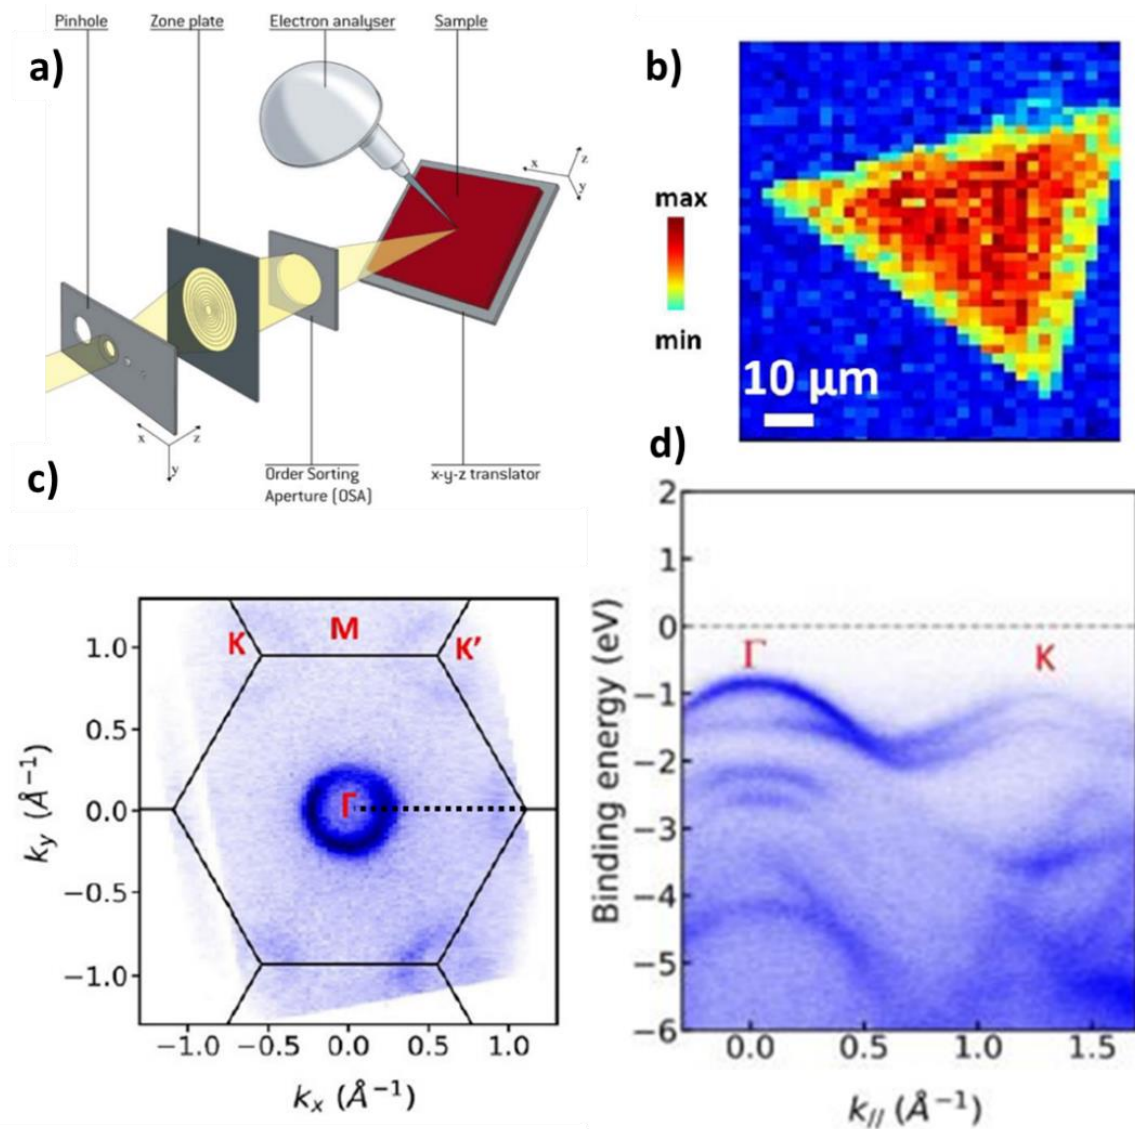 Pinhole
Zone plate
Electron analyser
Sample
a)
x
z
y
x
z
y
Order Sorting
Aperture (OSA)
x-y-z translator
b)
max
min
10 µm
c)
K
M
K'
Γ
1.0
0.5
0.0
−0.5
−1.0
−1.0
−0.5
0.0
0.5
1.0
ky (Å⁻¹)
kx (Å⁻¹)
d)
2
1
0
−1
−2
−3
−4
−5
−6
Γ
K
Binding energy (eV)
0.0
0.5
1.0
1.5
k// (Å⁻¹)